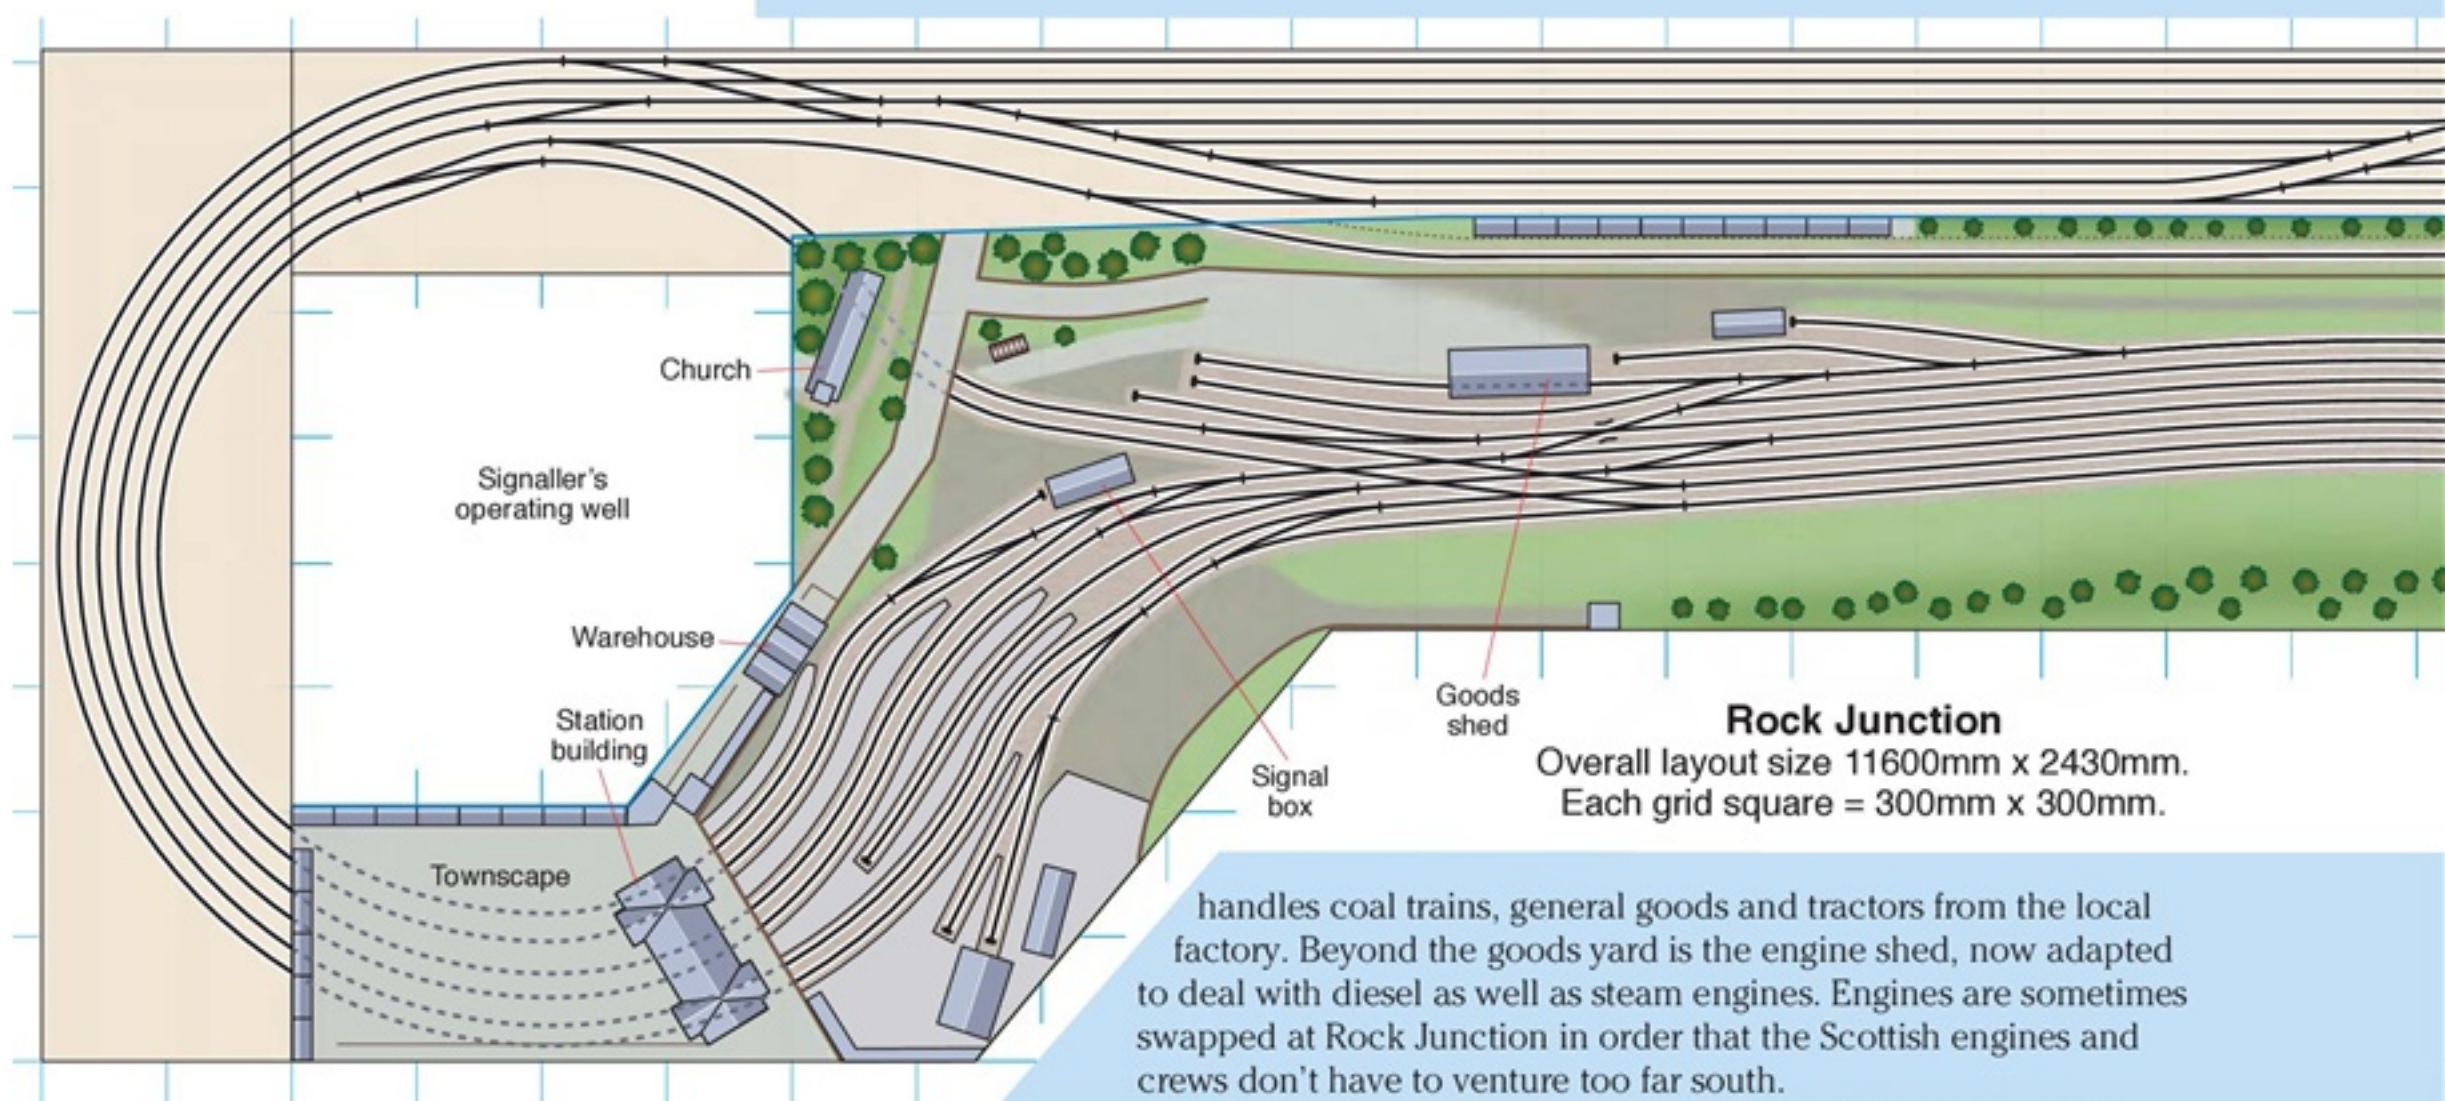 Church
Signaller's
operating well
Warehouse
Station
building
Townscape
Goods
shed
Signal
box
Rock Junction
Overall layout size 11600mm x 2430mm.
Each grid square = 300mm x 300mm.
handles coal trains, general goods and tractors from the local
factory. Beyond the goods yard is the engine shed, now adapted
to deal with diesel as well as steam engines. Engines are sometimes
swapped at Rock Junction in order that the Scottish engines and
crews don't have to venture too far south.